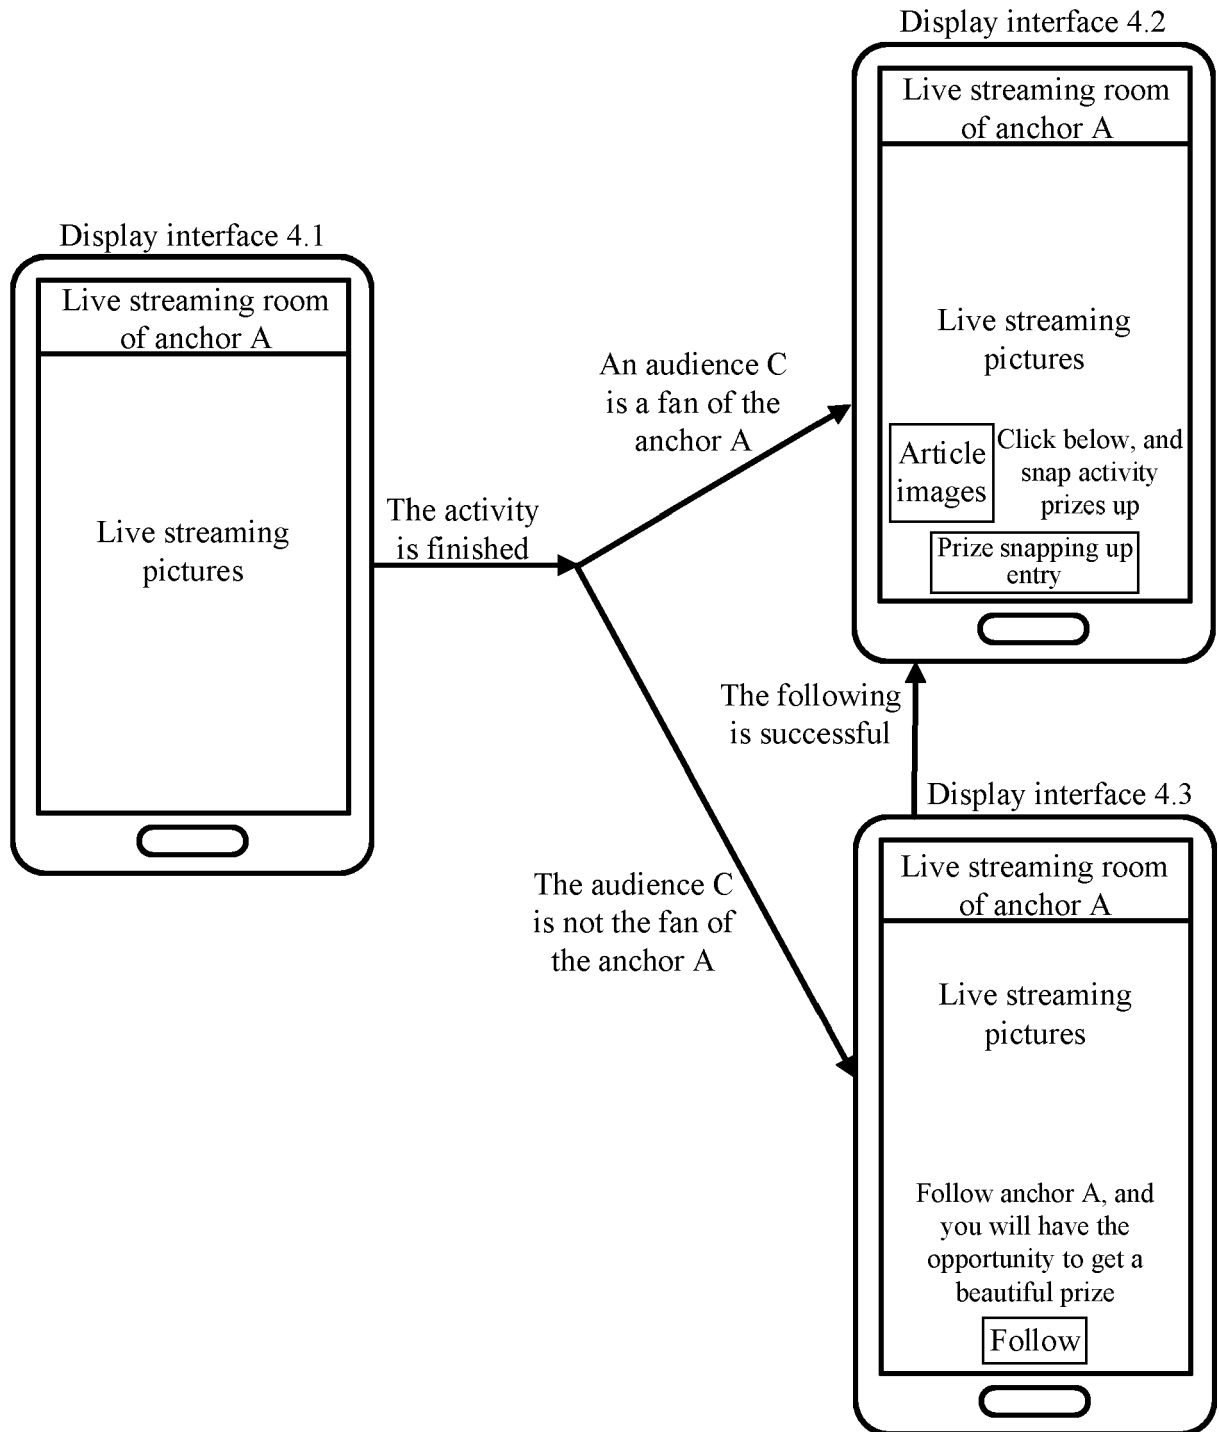 Display interface 4.1
Live streaming room
of anchor A
Live streaming
pictures
The activity
is finished
An audience C
is a fan of the
anchor A
The audience C
is not the fan of
the anchor A
Display interface 4.2
Live streaming room
of anchor A
Live streaming
pictures
Article
images
Click below, and
snap activity
prizes up
Prize snapping up
entry
The following
is successful
Display interface 4.3
Live streaming room
of anchor A
Live streaming
pictures
Follow anchor A, and
you will have the
opportunity to get a
beautiful prize
Follow